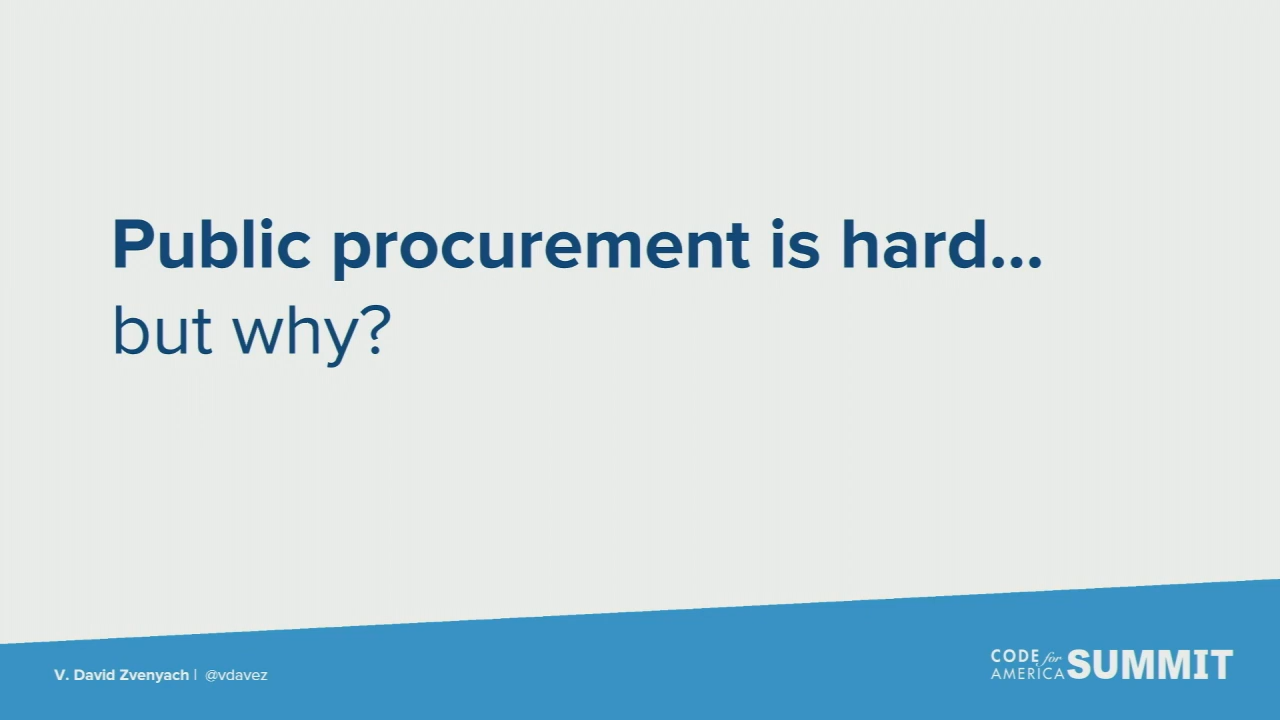 Public procurement is hard...
but why?
V. David Zvenyach | @vdavez
CODE for
AMERICA SUMMIT